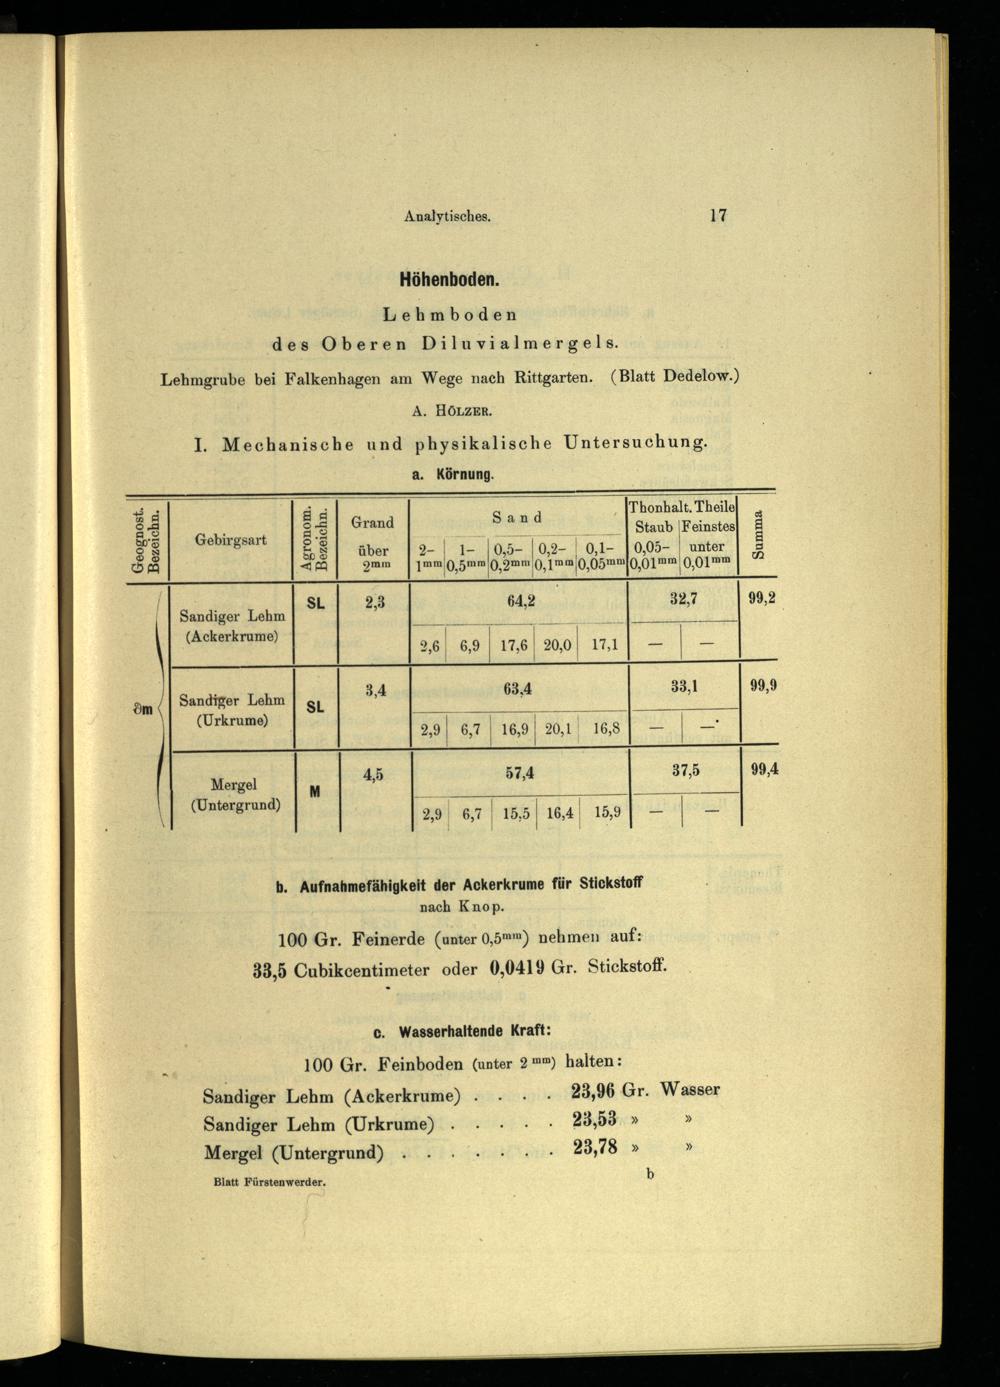 Analytisches. 17
Höhenboden.
Lehmboden
des Oberen Diluvialmergels.
Lehmgrube bei Falkenhagen am Wege nach Rittgarten. (Blatt Dedelow.)
A. HÖLZER.
I. Mechanische und physikalische Untersuchung.
a. Körnung.
Geognost. Bezeichn. | Gebirgsart | Agronom. Bezeichn. | Grand über 2mm | Sand | Thonhalt. Theile | Summa
2–1mm | 1–0,5mm | 0,5–0,2mm | 0,2–0,1mm | 0,1–0,05mm | Staub 0,05–0,01mm | Feinstes unter 0,01mm
∂m
Sandiger Lehm (Ackerkrume) | SL | 2,3 | 64,2 | 32,7 | 99,2
2,6 | 6,9 | 17,6 | 20,0 | 17,1 | — | —
Sandiger Lehm (Urkrume) | SL | 3,4 | 63,4 | 33,1 | 99,9
2,9 | 6,7 | 16,9 | 20,1 | 16,8 | — | —
Mergel (Untergrund) | M | 4,5 | 57,4 | 37,5 | 99,4
2,9 | 6,7 | 15,5 | 16,4 | 15,9 | — | —
b. Aufnahmefähigkeit der Ackerkrume für Stickstoff
nach Knop.
100 Gr. Feinerde (unter 0,5mm) nehmen auf:
33,5 Cubikcentimeter oder 0,0419 Gr. Stickstoff.
c. Wasserhaltende Kraft:
100 Gr. Feinboden (unter 2 mm) halten:
Sandiger Lehm (Ackerkrume) . . . . 23,96 Gr. Wasser
Sandiger Lehm (Urkrume) . . . . . 23,53 » »
Mergel (Untergrund) . . . . . . . 23,78 » »
Blatt Fürstenwerder. b